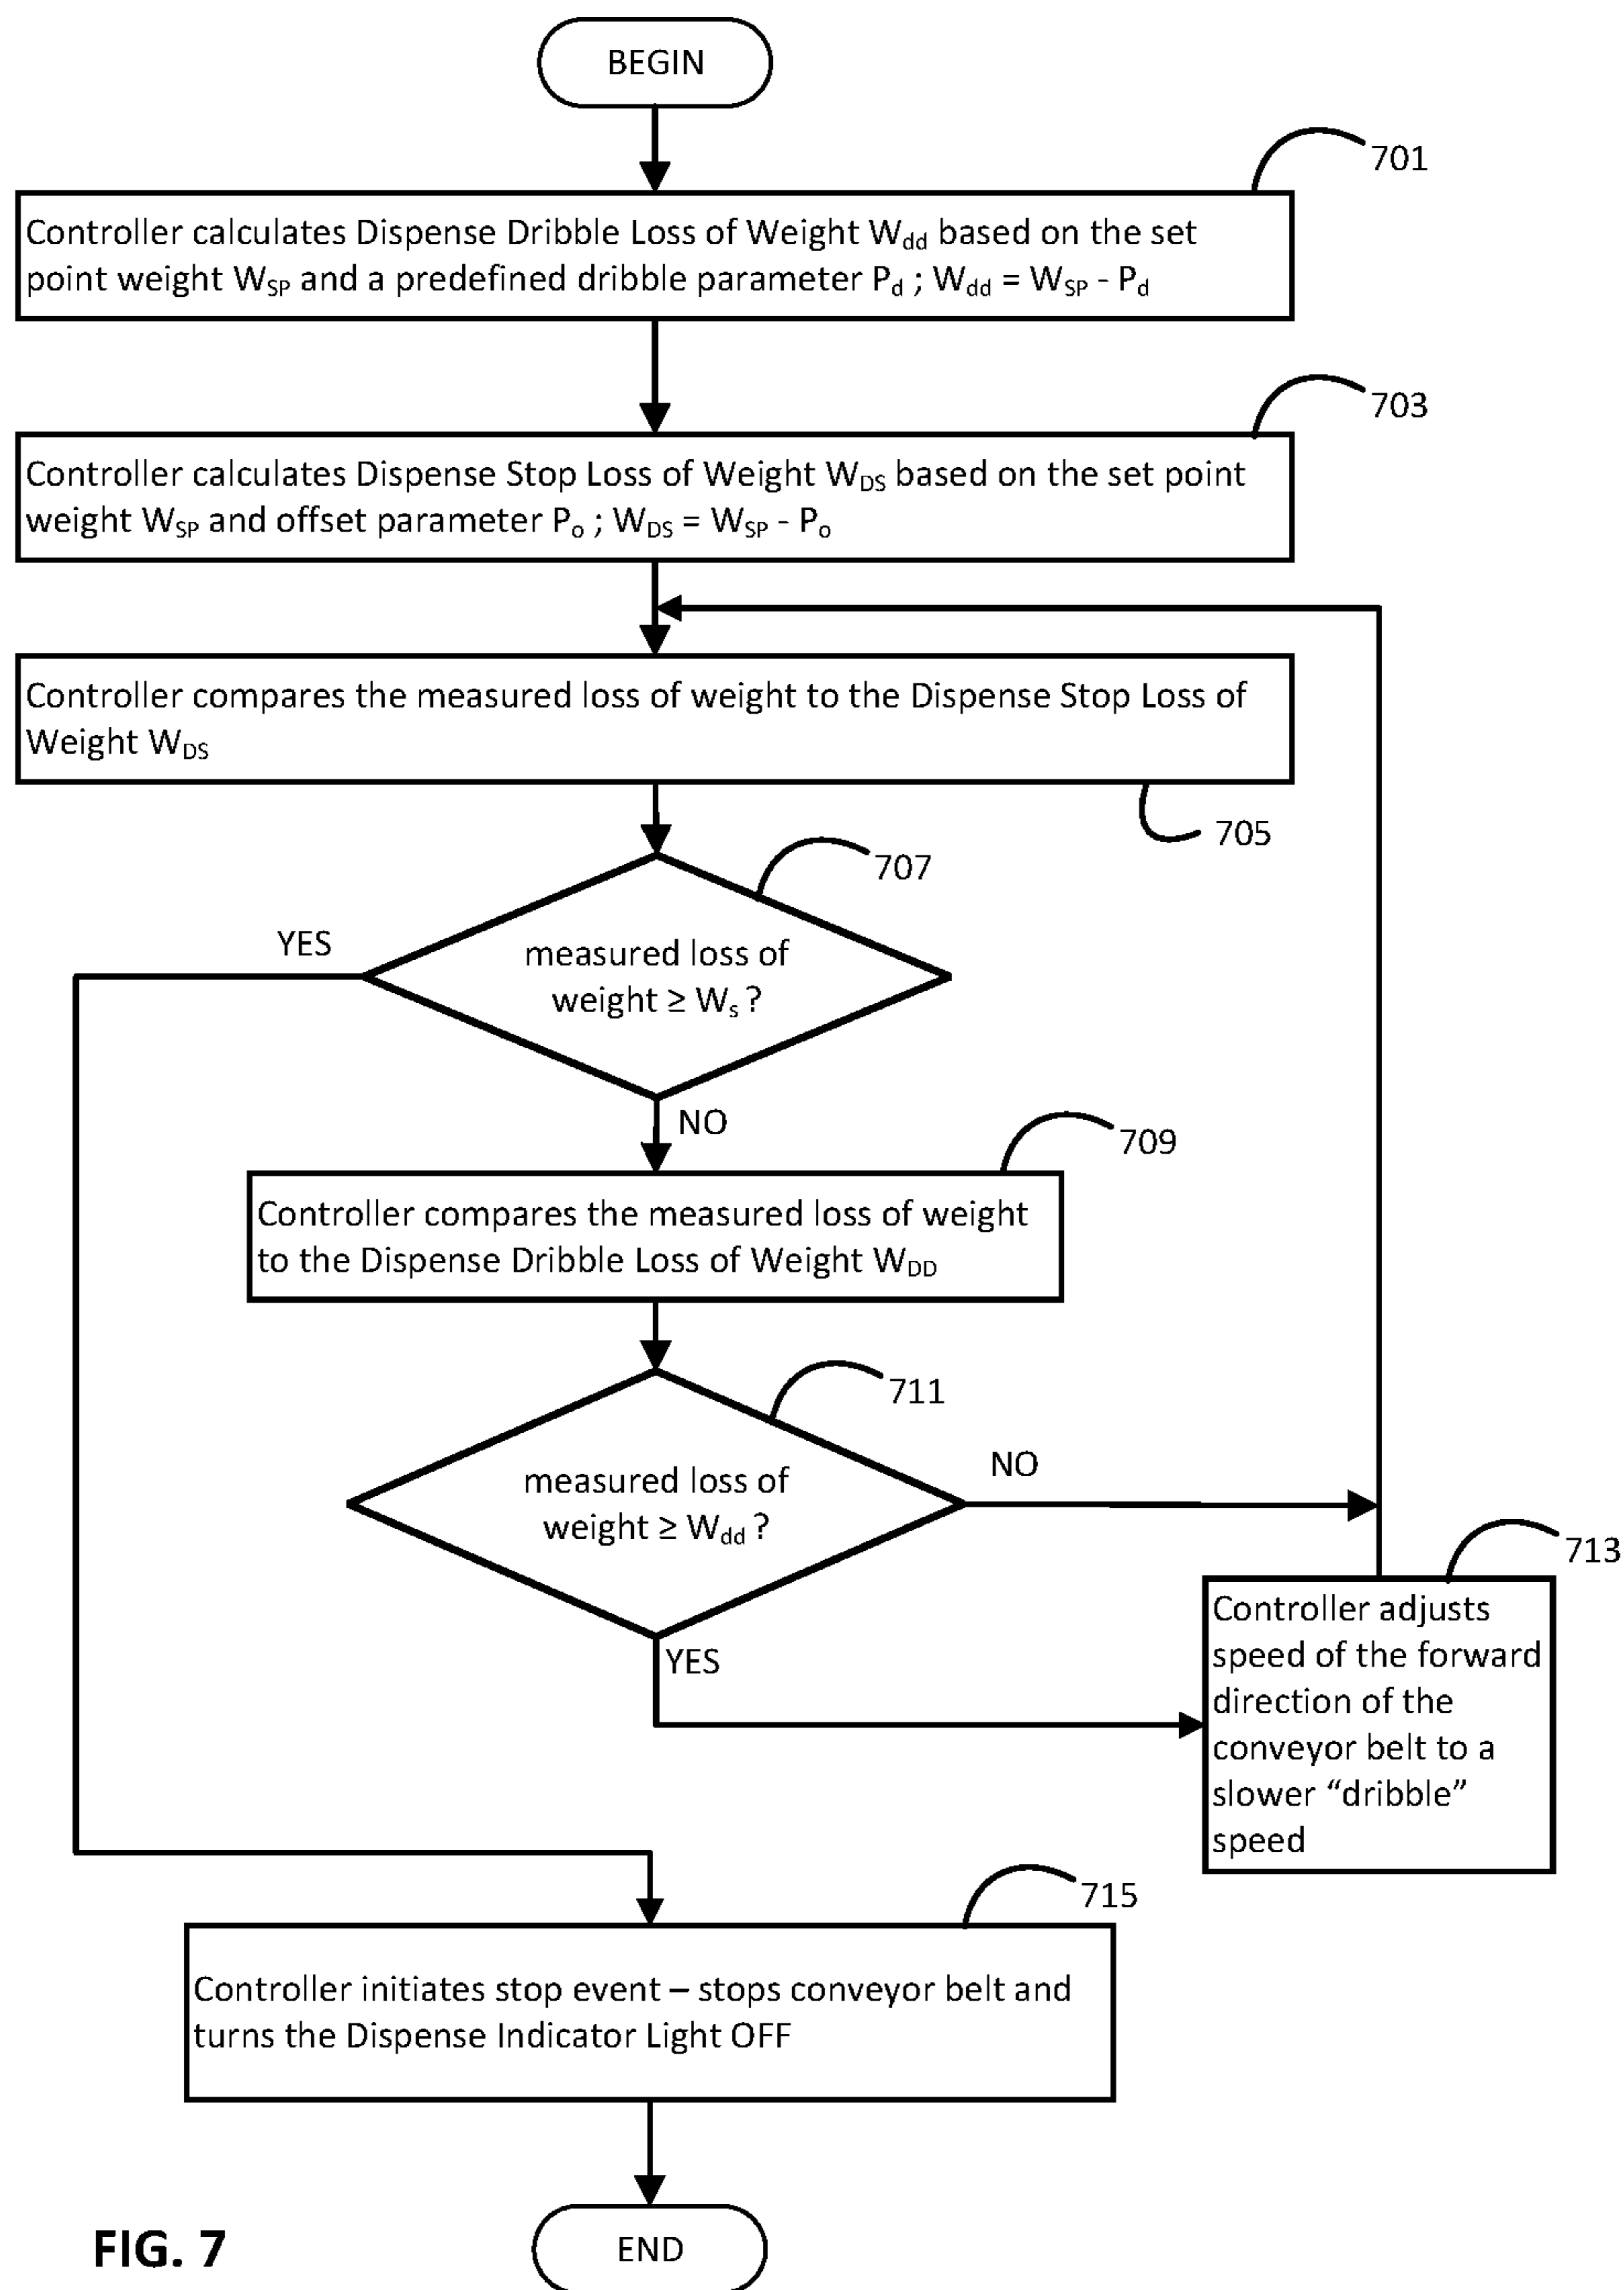 BEGIN
701
Controller calculates Dispense Dribble Loss of Weight Wdd based on the set
point weight WSP and a predefined dribble parameter Pd ; Wdd = WSP - Pd
703
Controller calculates Dispense Stop Loss of Weight WDS based on the set point
weight WSP and offset parameter Po ; WDS = WSP - Po
Controller compares the measured loss of weight to the Dispense Stop Loss of
Weight WDS
705
707
YES
measured loss of
weight ≥ Ws ?
NO
709
Controller compares the measured loss of weight
to the Dispense Dribble Loss of Weight WDD
711
NO
measured loss of
weight ≥ Wdd ?
YES
713
Controller adjusts
speed of the forward
direction of the
conveyor belt to a
slower “dribble”
speed
715
Controller initiates stop event – stops conveyor belt and
turns the Dispense Indicator Light OFF
END
FIG. 7